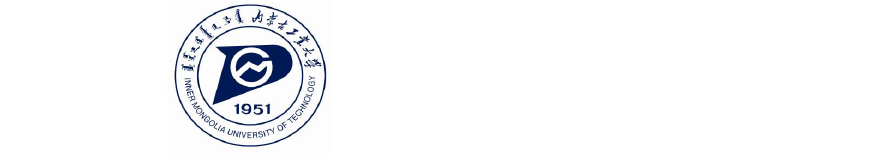 内蒙古工业大学
1951
INNER MONGOLIA UNIVERSITY OF TECHNOLOGY